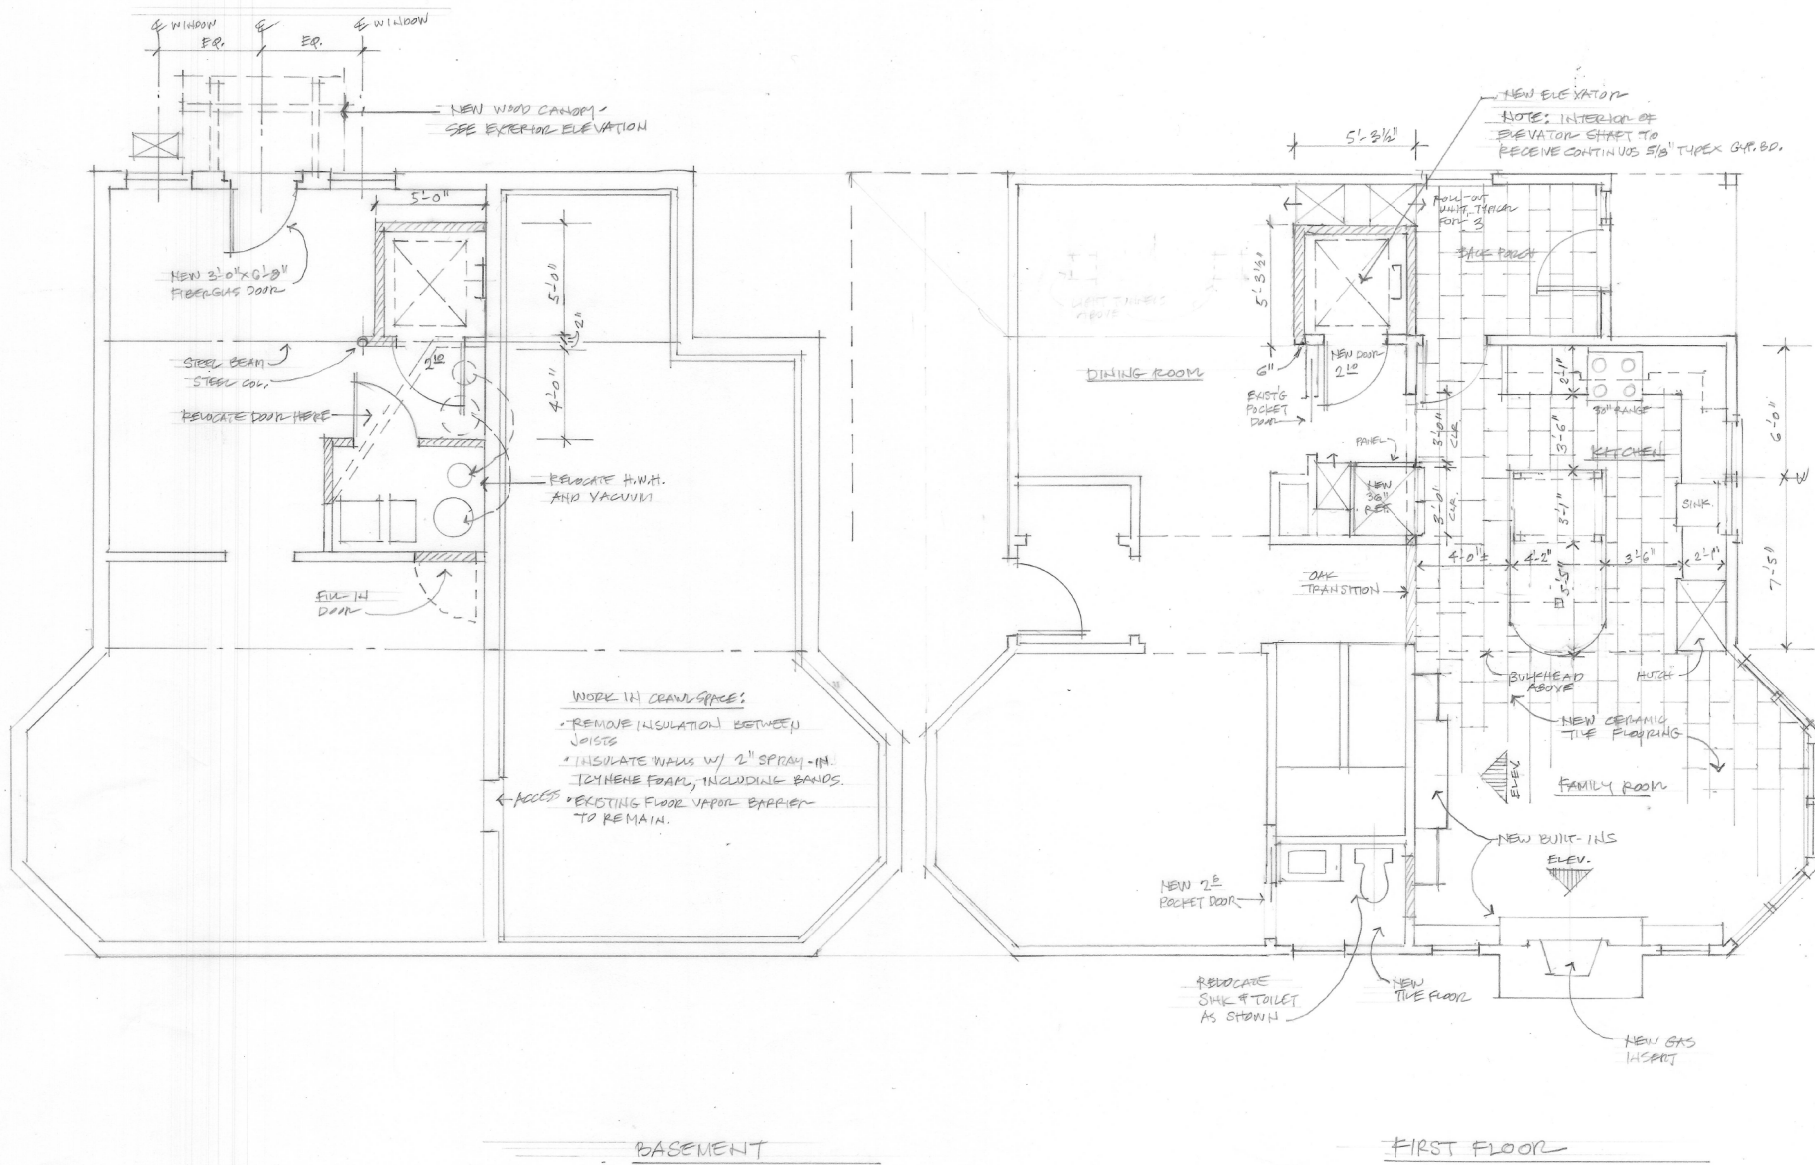 ℄ WINDOW
℄
℄ WINDOW
EQ.
EQ.
NEW WOOD CANOPY-
SEE EXTERIOR ELEVATION
5'-0"
NEW 3'-0" x 6'-8"
FIBERGLAS DOOR
5'-0"
2"
4'-0"
STEEL BEAM
STEEL COL.
2 10
RELOCATE DOOR HERE
RELOCATE H.W.H.
AND VACUUM
FILL-IN
DOOR
WORK IN CRAWL SPACE:
• REMOVE INSULATION BETWEEN
JOISTS
• INSULATE WALLS W/ 2" SPRAY-IN
ICYNENE FOAM, INCLUDING BANDS.
• EXISTING FLOOR VAPOR BARRIER
TO REMAIN.
ACCESS
BASEMENT
NEW ELEVATOR
NOTE: INTERIOR OF
ELEVATOR SHAFT TO
RECEIVE CONTINUOS 5/8" TYPE X GYP. BD.
5'-3½"
ROLL-OUT
UNIT, TYPICAL
FOR 3
BACK PORCH
5'-3½"
DINING ROOM
6"
NEW DOOR
2 10
EXIST'G
POCKET
DOOR
PANEL
NEW
36"
REF.
3'-0"
CLR.
3'-0"
CLR.
2'-1"
30" RANGE
3'-6"
KITCHEN
6'-0"
SINK
3'-1"
4'-0"±
4'-2"
3'-6"
2'-1"
5'-5"
7'-5"
OAK
TRANSITION
BULKHEAD
ABOVE
HUTCH
NEW CERAMIC
TILE FLOORING
ELEV.
FAMILY ROOM
NEW BUILT-INS
ELEV.
NEW 2 6
POCKET DOOR
RELOCATE
SINK & TOILET
AS SHOWN
NEW
TILE FLOOR
NEW GAS
INSERT
FIRST FLOOR